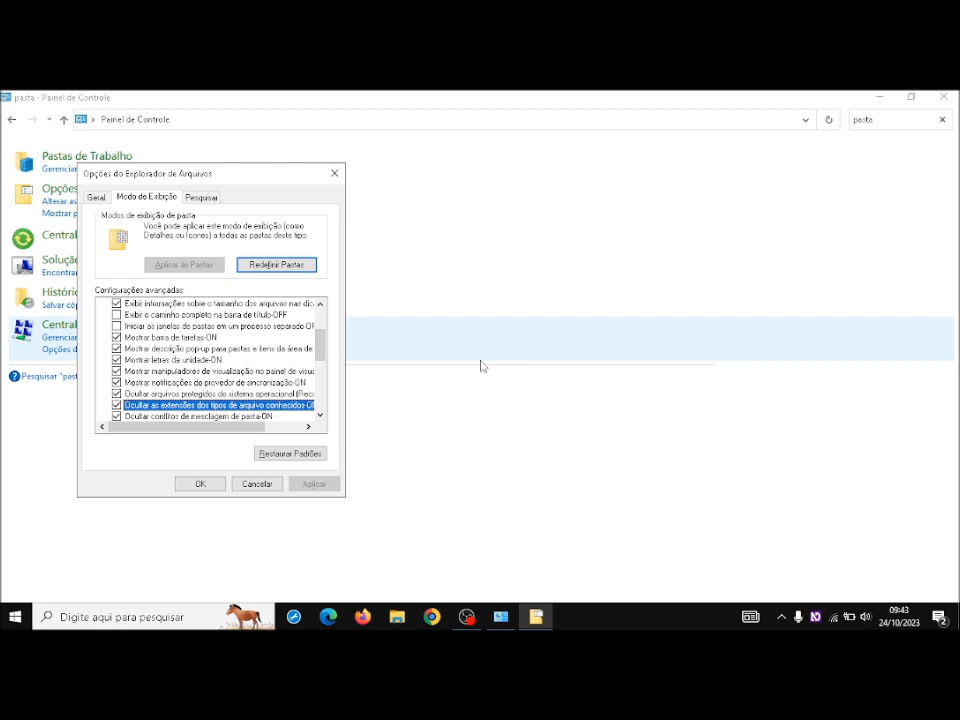 pasta - Painel de Controle
Painel de Controle
pasta
Pastas de Trabalho
Gerenciar
Opções
Alterar as
Mostrar p
Central
Solução
Encontrar
Históri
Salvar cóp
Central
Gerenciar
Opções d
Pesquisar "past
Opções do Explorador de Arquivos
Geral
Modo de Exibição
Pesquisar
Modos de exibição de pasta
Você pode aplicar este modo de exibição (como
Detalhes ou Ícones) a todas as pastas deste tipo.
Aplicar às Pastas
Redefinir Pastas
Configurações avançadas:
Exibir informações sobre o tamanho dos arquivos nas dica
Exibir o caminho completo na barra de título-OFF
Iniciar as janelas de pastas em um processo separado-OF
Mostrar barra de tarefas-ON
Mostrar descrição pop-up para pastas e itens da área de
Mostrar letras da unidade-ON
Mostrar manipuladores de visualização no painel de visua
Mostrar notificações do provedor de sincronização-ON
Ocultar arquivos protegidos do sistema operacional (Reco
Ocultar as extensões dos tipos de arquivo conhecidos-ON
Ocultar conflitos de mesclagem de pasta-ON
Restaurar Padrões
OK
Cancelar
Aplicar
Digite aqui para pesquisar
09:43
24/10/2023
2